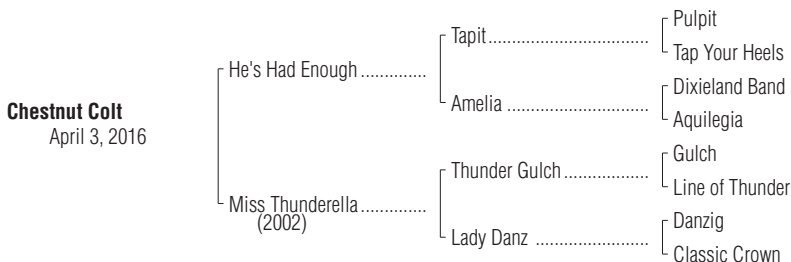 Pulpit
Tapit
Tap Your Heels
He's Had Enough
Dixieland Band
Amelia
Aquilegia
Chestnut Colt
April 3, 2016
Gulch
Thunder Gulch
Line of Thunder
Miss Thunderella
(2002)
Danzig
Lady Danz
Classic Crown